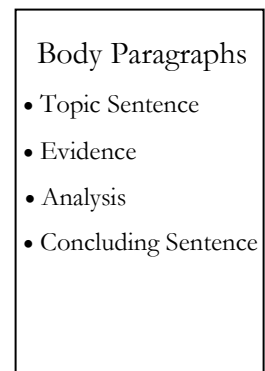 Body Paragraphs
• Topic Sentence
• Evidence
• Analysis
• Concluding Sentence